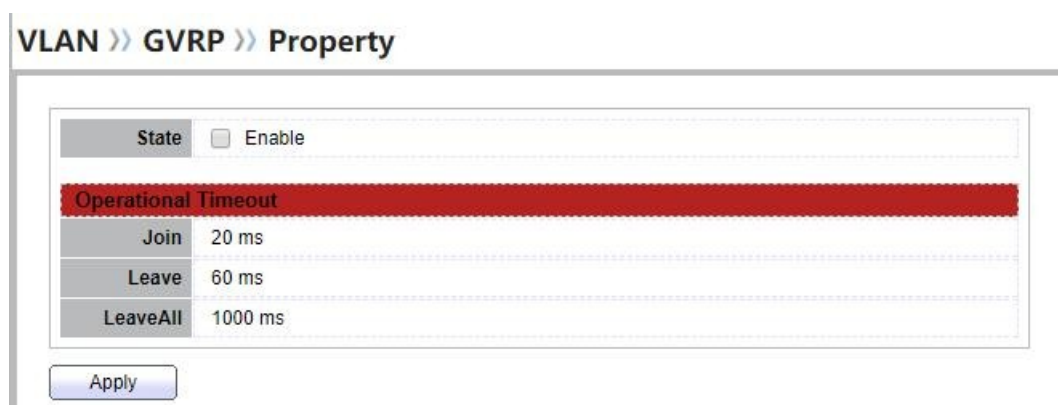 VLAN 》 GVRP 》 Property
State Enable
Operational Timeout
Join 20 ms
Leave 60 ms
LeaveAll 1000 ms
Apply